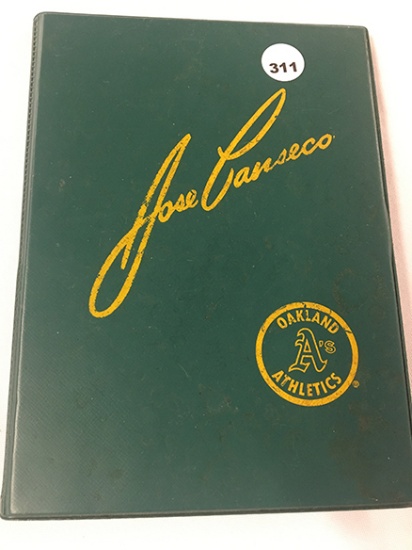 311
Jose Canseco
OAKLAND
A's
ATHLETICS
®